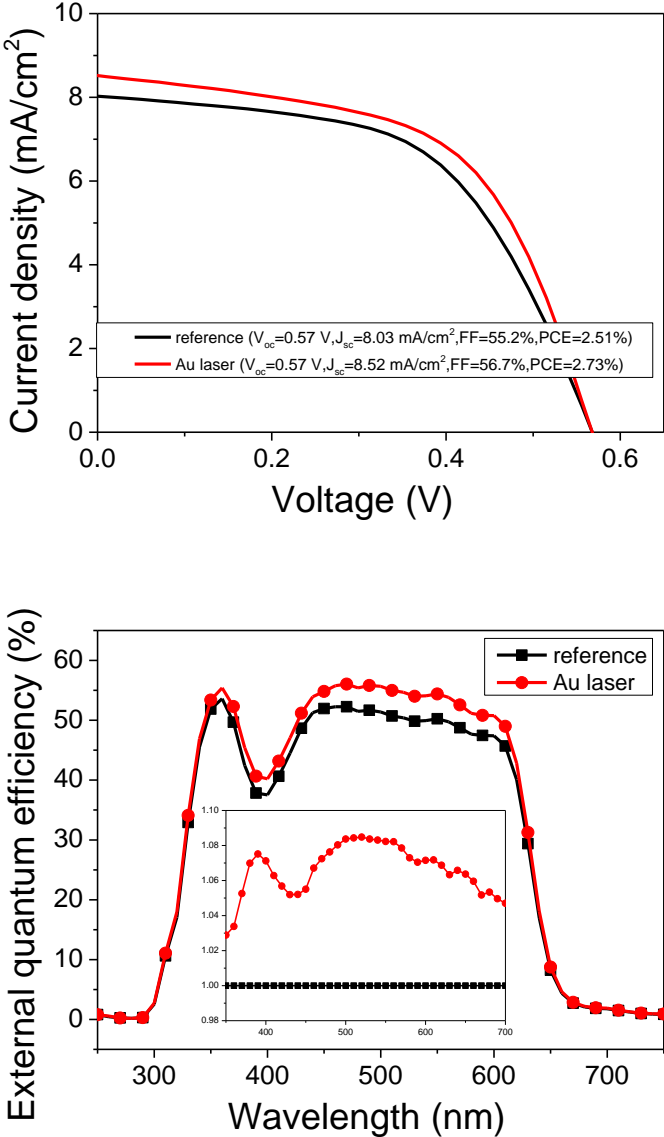 10
8
6
4
2
0
0.0 0.2 0.4 0.6
Current density (mA/cm²)
Voltage (V)
reference (Voc=0.57 V,Jsc=8.03 mA/cm²,FF=55.2%,PCE=2.51%)
Au laser (Voc=0.57 V,Jsc=8.52 mA/cm²,FF=56.7%,PCE=2.73%)
60
50
40
30
20
10
0
300 400 500 600 700
External quantum efficiency (%)
Wavelength (nm)
reference
Au laser
1.10
1.08
1.06
1.04
1.02
1.00
0.98
400 500 600 700